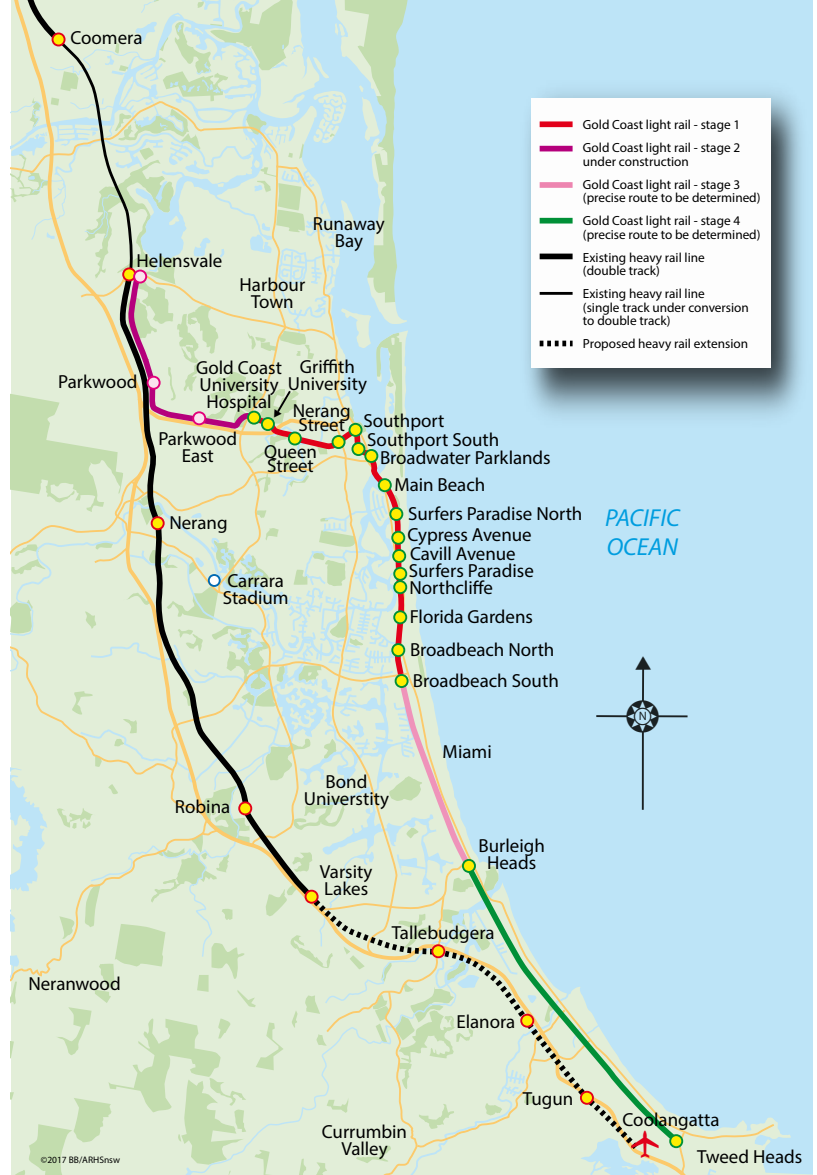 Coomera
Gold Coast light rail - stage 1
Gold Coast light rail - stage 2
under construction
Gold Coast light rail - stage 3
(precise route to be determined)
Gold Coast light rail - stage 4
(precise route to be determined)
Existing heavy rail line
(double track)
Existing heavy rail line
(single track under conversion
to double track)
Proposed heavy rail extension
Runaway
Bay
Helensvale
Harbour
Town
Parkwood
Gold Coast
University
Hospital
Griffith
University
Nerang
Street
Southport
Southport South
Parkwood
East
Queen
Street
Broadwater Parklands
Main Beach
Surfers Paradise North
Cypress Avenue
Cavill Avenue
Surfers Paradise
Northcliffe
PACIFIC
OCEAN
Nerang
Carrara
Stadium
Florida Gardens
Broadbeach North
Broadbeach South
N
Miami
Bond
Universtity
Robina
Burleigh
Heads
Varsity
Lakes
Tallebudgera
Neranwood
Elanora
Tugun
Coolangatta
Currumbin
Valley
Tweed Heads
©2017 BB/ARHSnsw